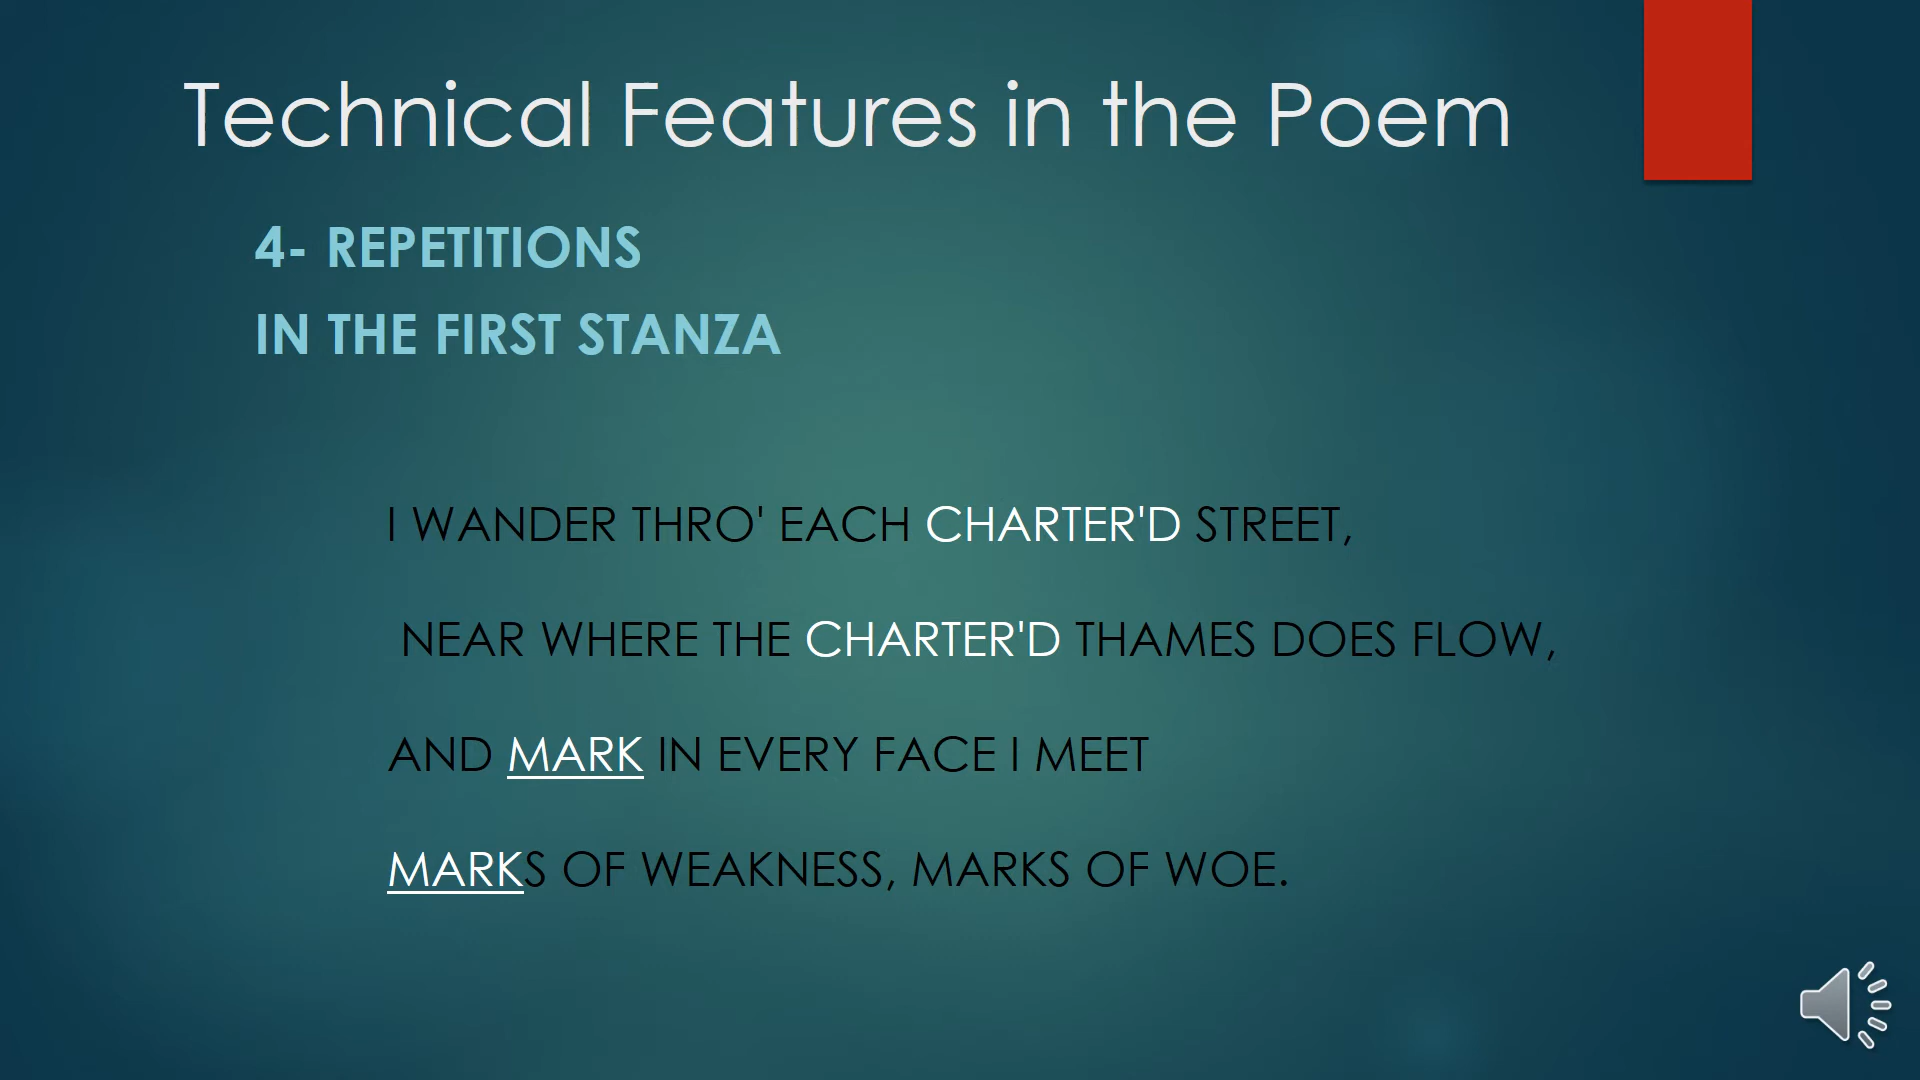 Technical Features in the Poem
4- REPETITIONS
IN THE FIRST STANZA
I WANDER THRO' EACH CHARTER'D STREET,
NEAR WHERE THE CHARTER'D THAMES DOES FLOW,
AND MARK IN EVERY FACE I MEET
MARKS OF WEAKNESS, MARKS OF WOE.